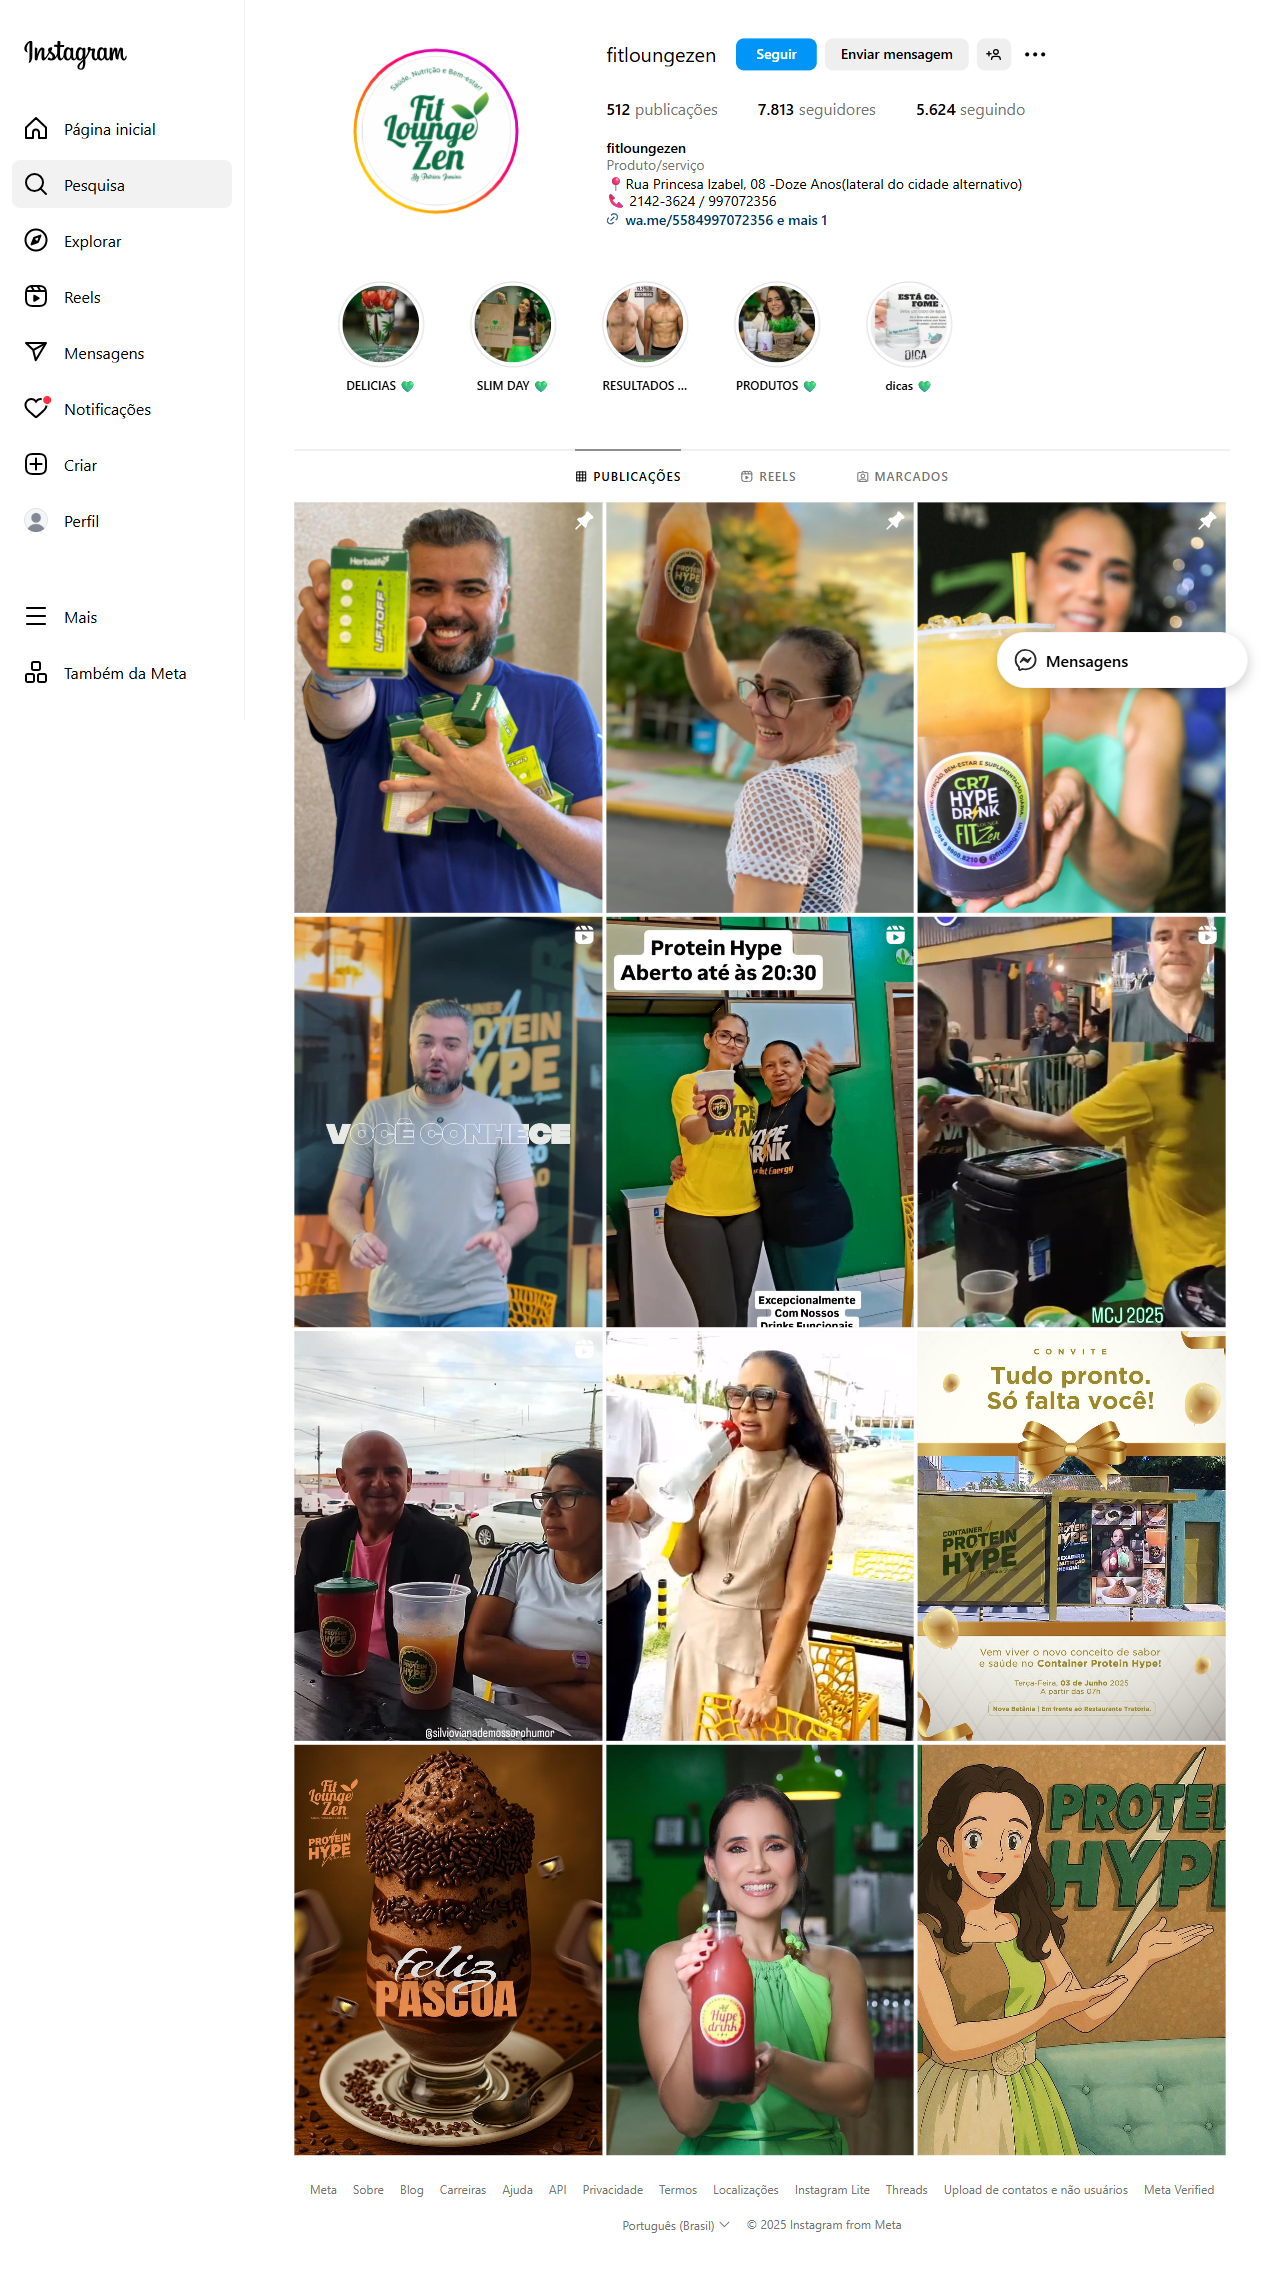 Instagram
Página inicial
Pesquisa
Explorar
Reels
Mensagens
Notificações
Criar
Perfil
Mais
Também da Meta
Saúde, Nutrição e Bem-estar!
Fit
Lounge
Zen
fitloungezen
Seguir
Enviar mensagem
512 publicações
7.813 seguidores
5.624 seguindo
fitloungezen
Produto/serviço
Rua Princesa Izabel, 08 -Doze Anos(lateral do cidade alternativo)
2142-3624 / 997072356
wa.me/5584997072356 e mais 1
ESTÁ CO.
FOME
DICA
DELICIAS
SLIM DAY
RESULTADOS ...
PRODUTOS
dicas
PUBLICAÇÕES
REELS
MARCADOS
Herbalife
LIFTOFF
PROTEIN
HYPE
CR7
HYPE
DRINK
FIT
Zen
Mensagens
PROTEIN
HYPE
VOCÊ CONHECE
Protein Hype
Aberto até às 20:30
HYPE
DRINK
Excepcionalmente
Com Nossos
Drinks Funcionais
MCJ 2025
PROTEIN
HYPE
PROTEIN
HYPE
@silviovianademossorohumor
CONVITE
Tudo pronto.
Só falta você!
CONTAINER
PROTEIN
HYPE
PROTEIN
HYPE
Vem viver o novo conceito de sabor
e saúde no Container Protein Hype!
Terça-Feira, 03 de Junho 2025
A partir das 07h
Nova Betânia | Em frente ao Restaurante Tratoria.
Fit
Lounge
Zen
PROTEIN
HYPE
feliz
PÁSCOA
Hype
drink
PROTEI
HYP
Meta
Sobre
Blog
Carreiras
Ajuda
API
Privacidade
Termos
Localizações
Instagram Lite
Threads
Upload de contatos e não usuários
Meta Verified
Português (Brasil)
© 2025 Instagram from Meta